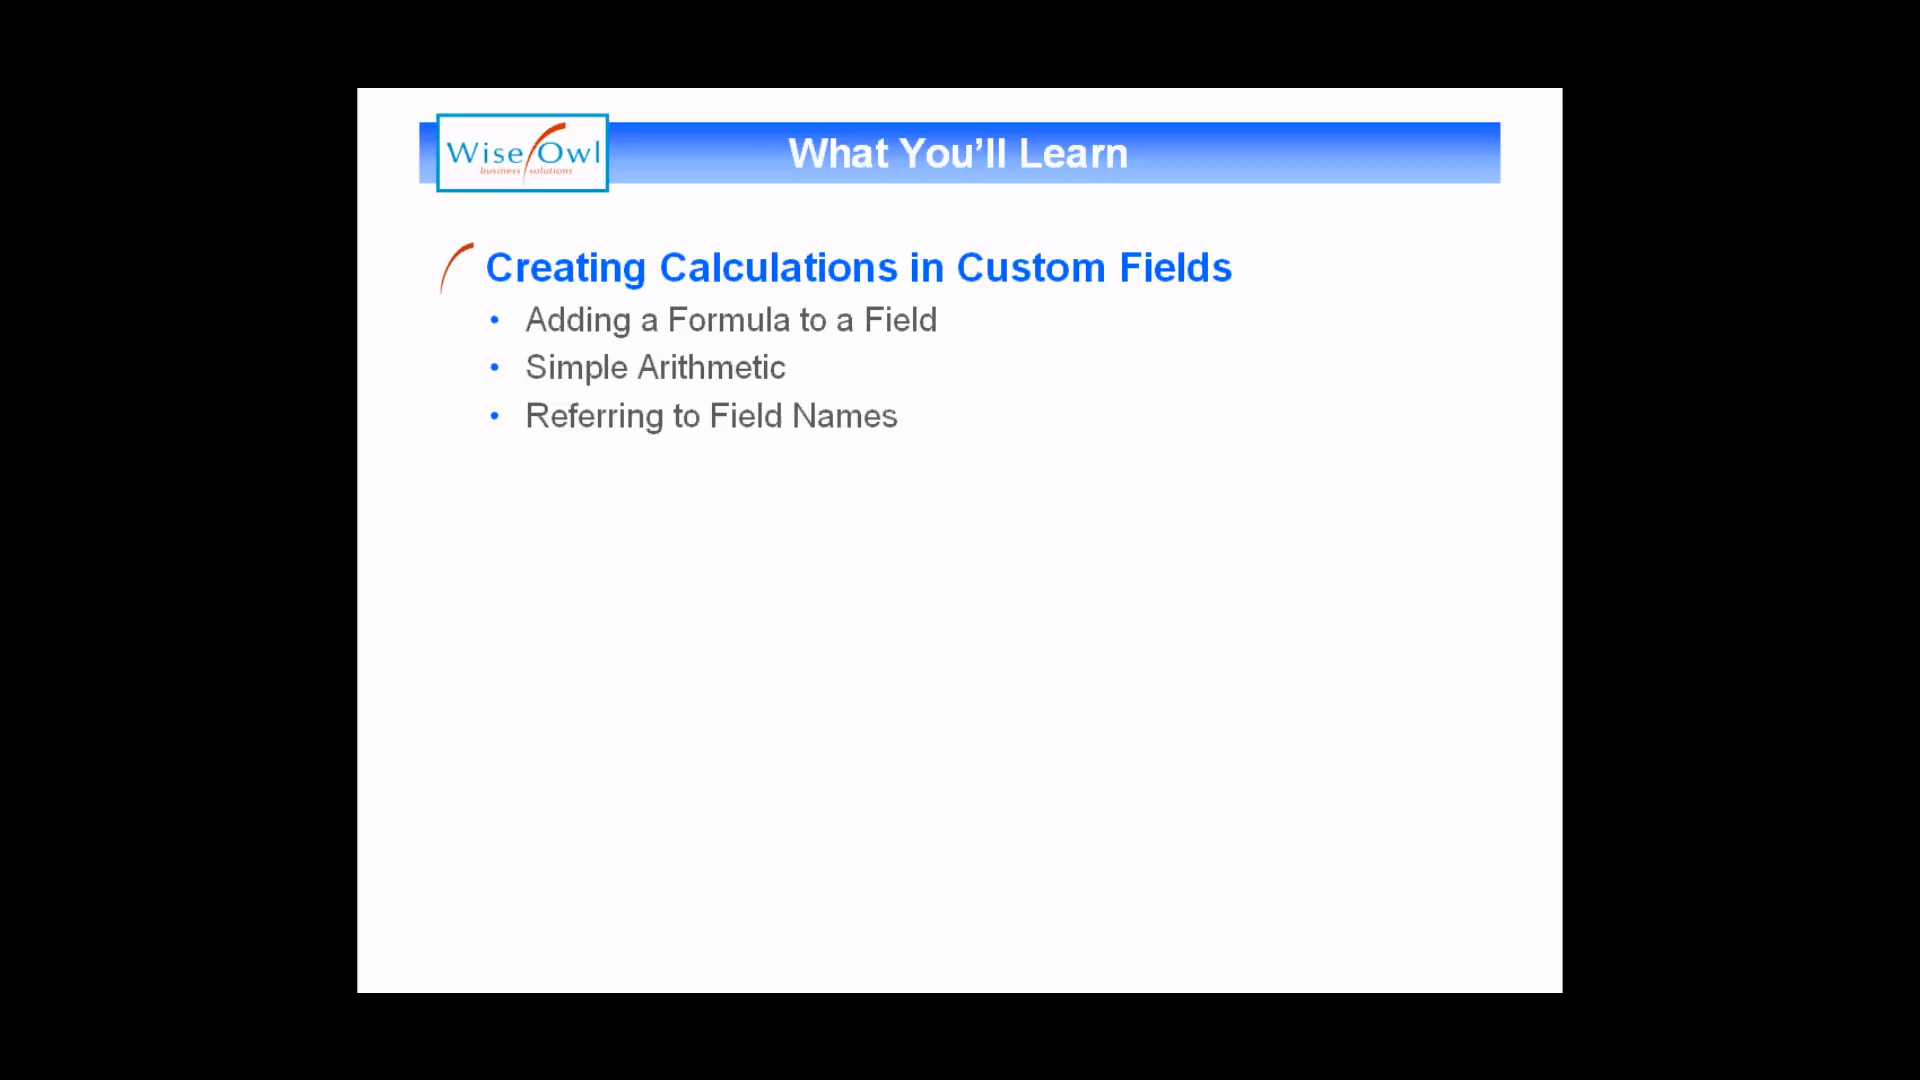 Wise Owl
business solutions
What You’ll Learn
Creating Calculations in Custom Fields
• Adding a Formula to a Field
• Simple Arithmetic
• Referring to Field Names